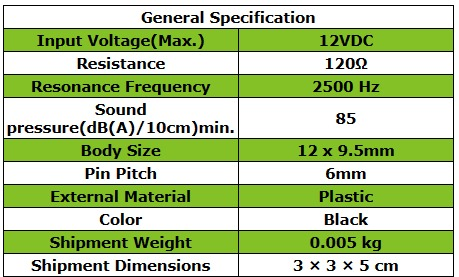 General Specification
Input Voltage(Max.) 12VDC
Resistance 120Ω
Resonance Frequency 2500 Hz
Sound
pressure(dB(A)/10cm)min. 85
Body Size 12 x 9.5mm
Pin Pitch 6mm
External Material Plastic
Color Black
Shipment Weight 0.005 kg
Shipment Dimensions 3 × 3 × 5 cm